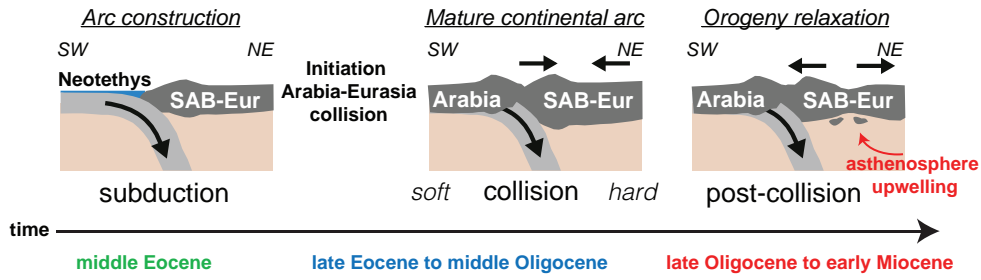 Arc construction
Mature continental arc
Orogeny relaxation
SW
NE
SW
NE
SW
NE
Neotethys
SAB-Eur
Initiation
Arabia-Eurasia
collision
Arabia
SAB-Eur
Arabia
SAB-Eur
asthenosphere
upwelling
subduction
soft
collision
hard
post-collision
time
middle Eocene
late Eocene to middle Oligocene
late Oligocene to early Miocene